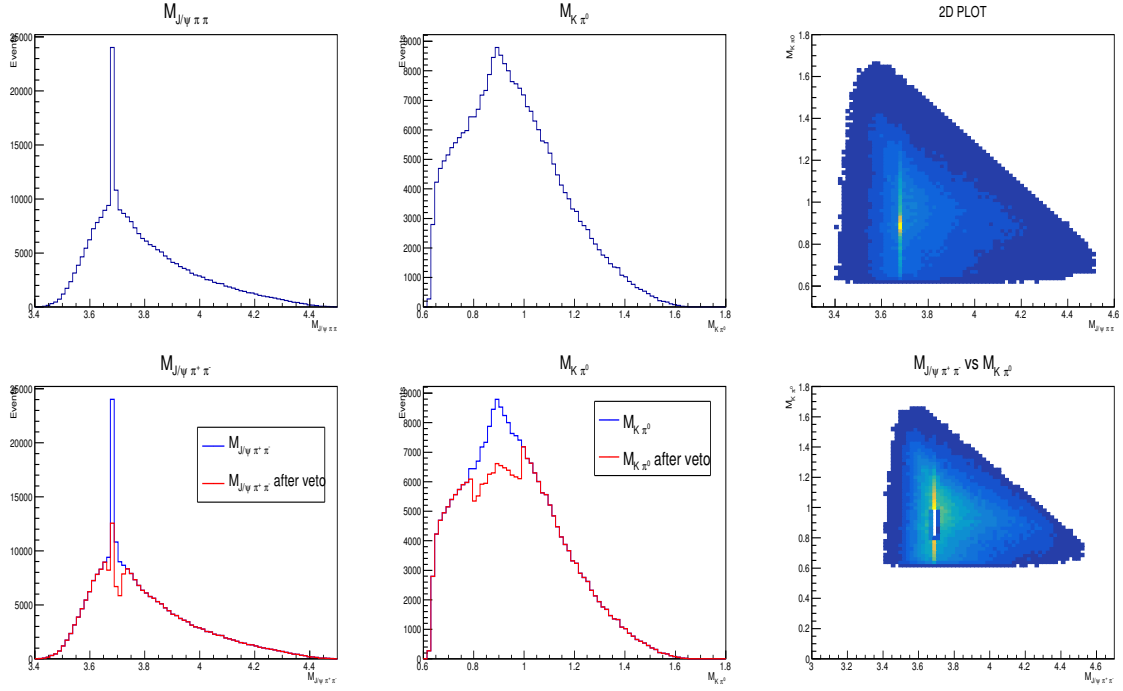 M_{J/ψ π π}
M_{K π^0}
2D PLOT
Events
25000
20000
15000
10000
5000
0
3.4 3.6 3.8 4 4.2 4.4
M_{J/ψ π π}
Events
9000
8000
7000
6000
5000
4000
3000
2000
1000
0
0.6 0.8 1 1.2 1.4 1.6 1.8
M_{K π^0}
M_{K π0}
1.8
1.6
1.4
1.2
1
0.8
0.6
3.4 3.6 3.8 4 4.2 4.4 4.6
M_{J/ψ π π}
M_{J/ψ π^+ π^-}
M_{K π^0}
M_{J/ψ π^+ π^-} vs M_{K π^0}
Events
25000
20000
15000
10000
5000
0
M_{J/ψ π^+ π^-}
M_{J/ψ π^+ π^-} after veto
3.4 3.6 3.8 4 4.2 4.4
M_{J/ψ π^+ π^-}
Events
9000
8000
7000
6000
5000
4000
3000
2000
1000
0
M_{K π^0}
M_{K π^0} after veto
0.6 0.8 1 1.2 1.4 1.6 1.8
M_{K π^0}
M_{K π^0}
1.8
1.6
1.4
1.2
1
0.8
0.6
0.4
0.2
0
3 3.2 3.4 3.6 3.8 4 4.2 4.4 4.6
M_{J/ψ π^+ π^-}